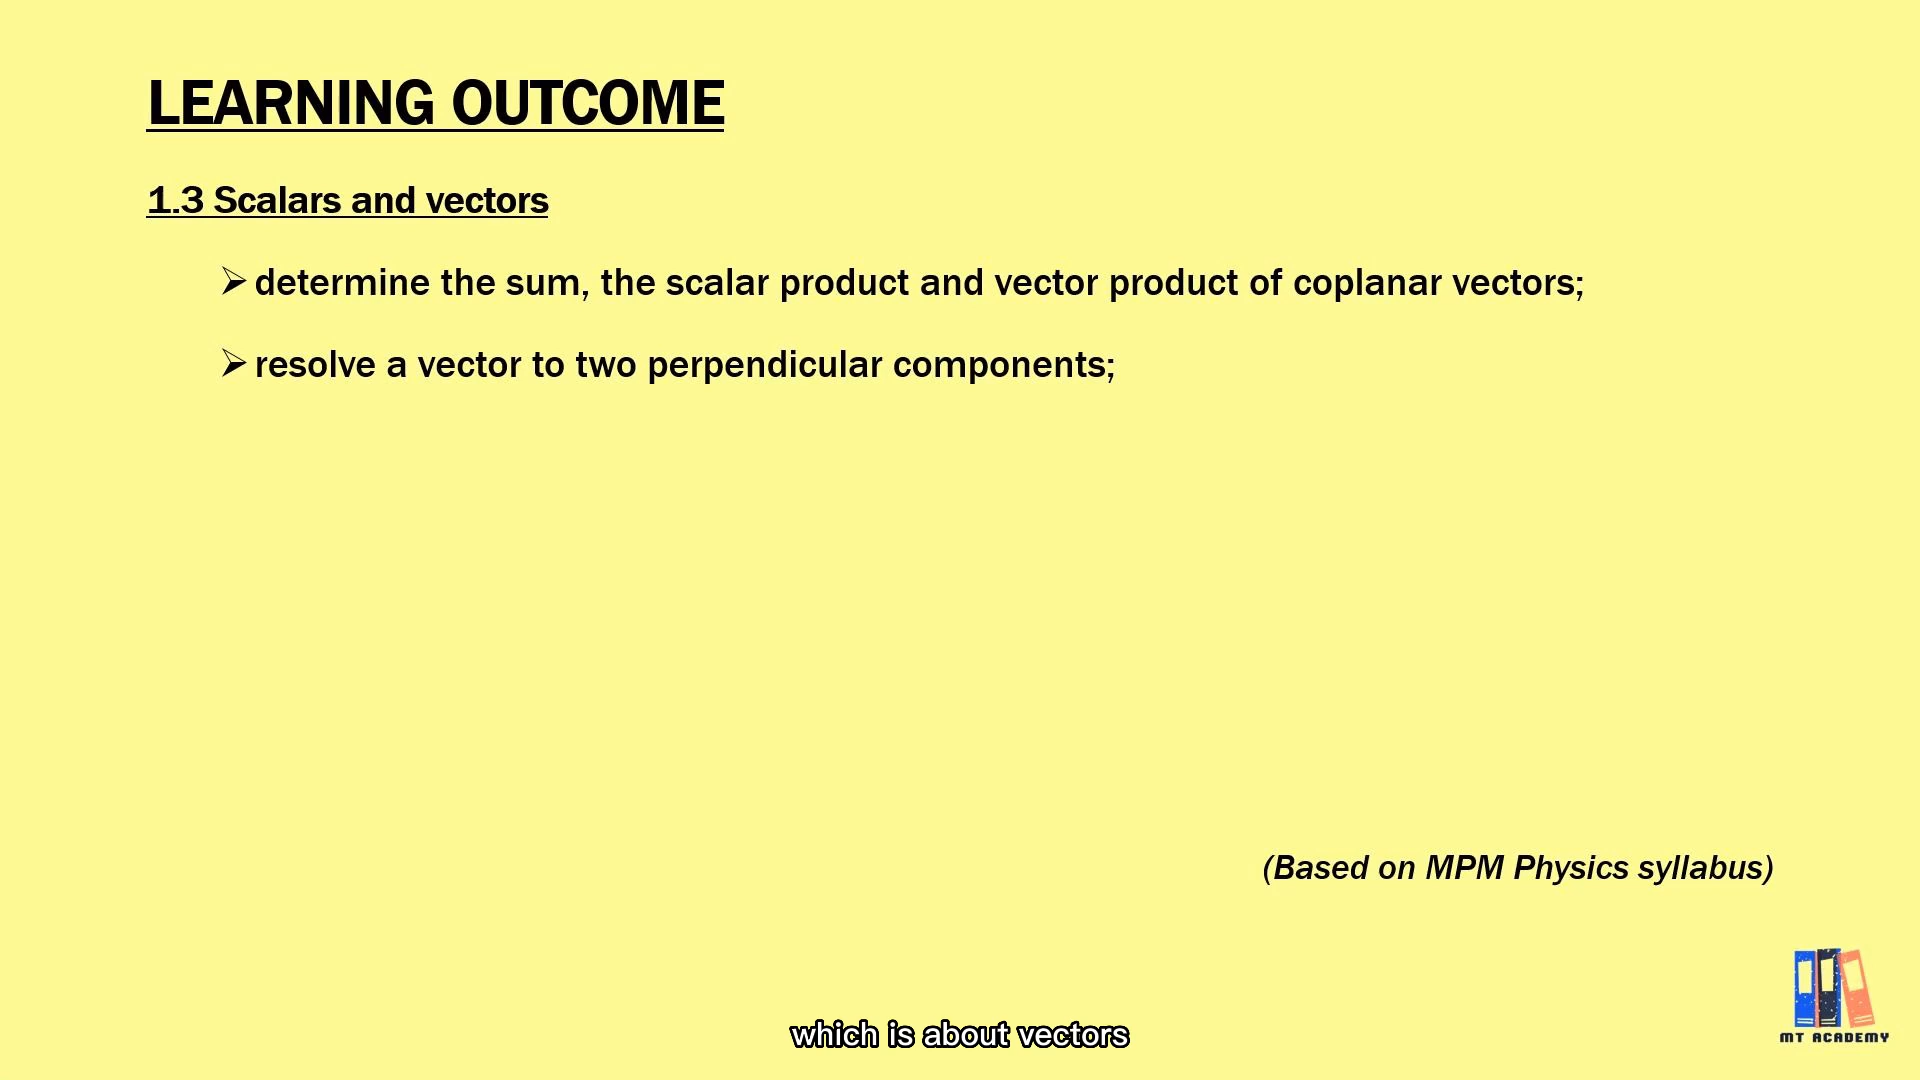 LEARNING OUTCOME
1.3 Scalars and vectors
➢ determine the sum, the scalar product and vector product of coplanar vectors;
➢ resolve a vector to two perpendicular components;
(Based on MPM Physics syllabus)
MT ACADEMY
which is about vectors